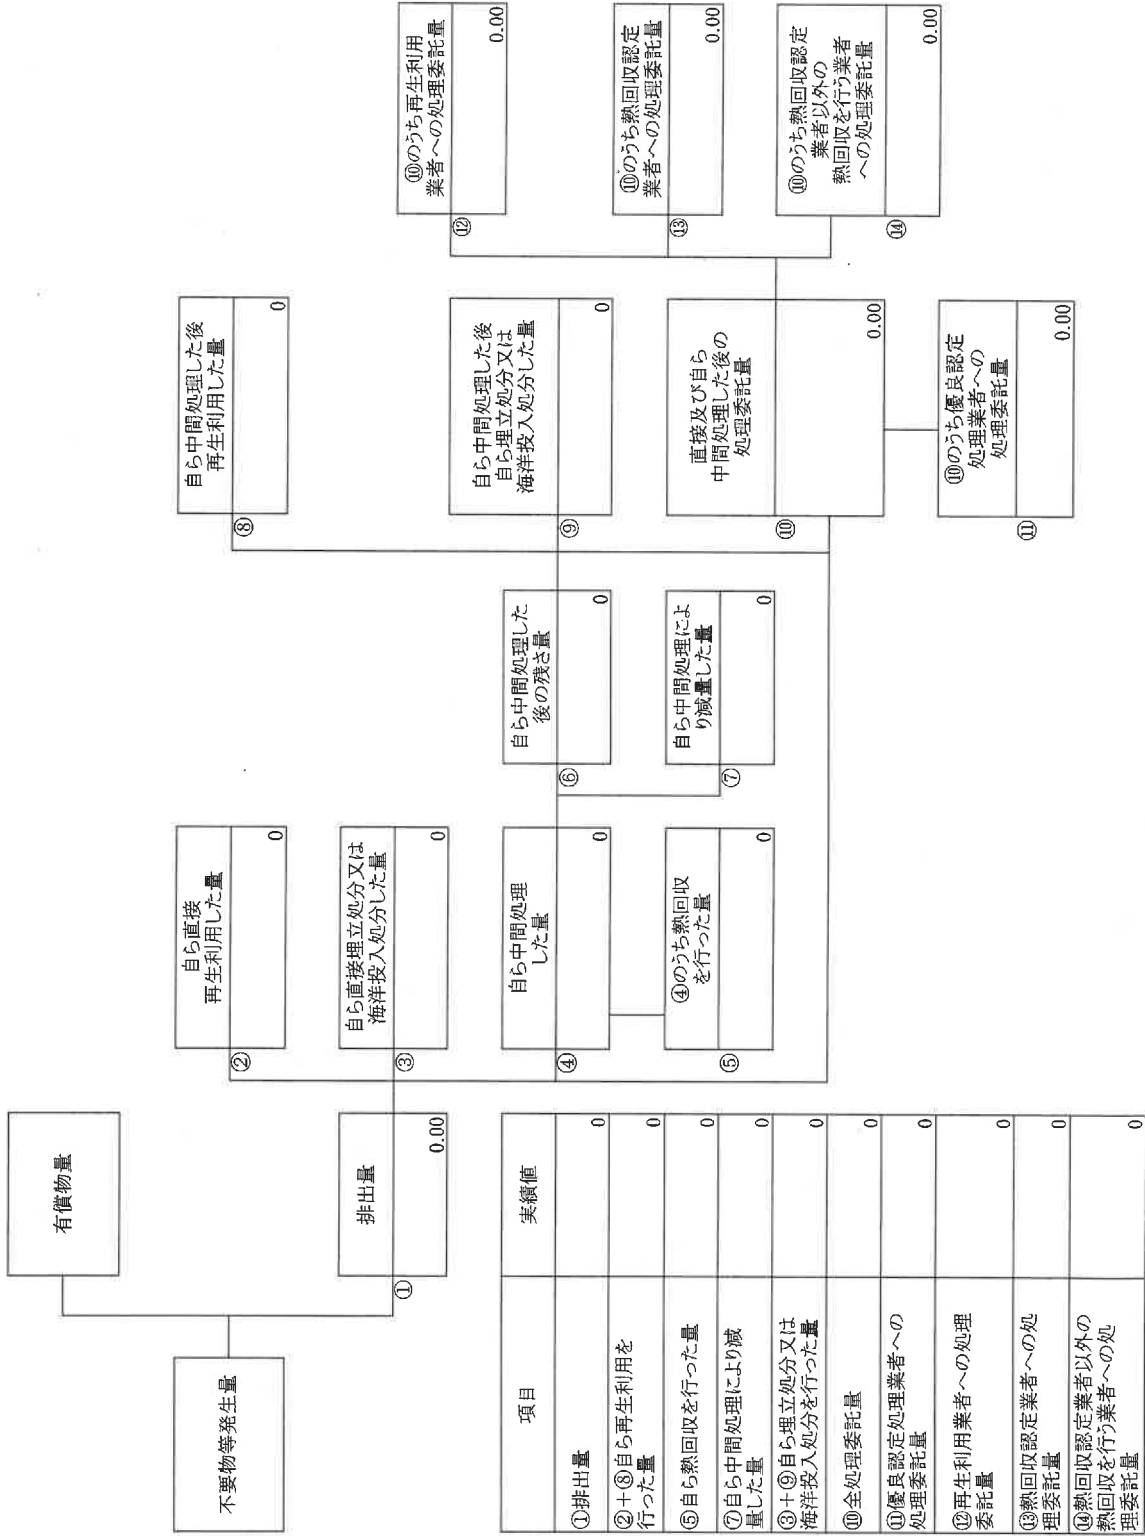 不要物等発生量
有償物量
排出量
①
0.00
自ら直接
再生利用した量
②
0
自ら直接埋立処分又は
海洋投入処分した量
③
0
自ら中間処理
した量
④
0
④のうち熱回収
を行った量
⑤
0
自ら中間処理した
後の残さ量
⑥
0
自ら中間処理によ
り減量した量
⑦
0
自ら中間処理した後
再生利用した量
⑧
0
自ら中間処理した後
自ら埋立処分又は
海洋投入処分した量
⑨
0
直接及び自ら
中間処理した後の
処理委託量
⑩
0.00
⑩のうち優良認定
処理業者への
処理委託量
⑪
0.00
⑩のうち再生利用
業者への処理委託量
⑫
0.00
⑩のうち熱回収認定
業者への処理委託量
⑬
0.00
⑩のうち熱回収認定
業者以外の
熱回収を行う業者
への処理委託量
⑭
0.00
項目 実績値
①排出量 0
②+⑧自ら再生利用を
行った量 0
⑤自ら熱回収を行った量 0
⑦自ら中間処理により減
量した量 0
③+⑨自ら埋立処分又は
海洋投入処分を行った量 0
⑩全処理委託量 0
⑪優良認定処理業者への
処理委託量 0
⑫再生利用業者への処理
委託量 0
⑬熱回収認定業者への処
理委託量 0
⑭熱回収認定業者以外の
熱回収を行う業者への処
理委託量 0